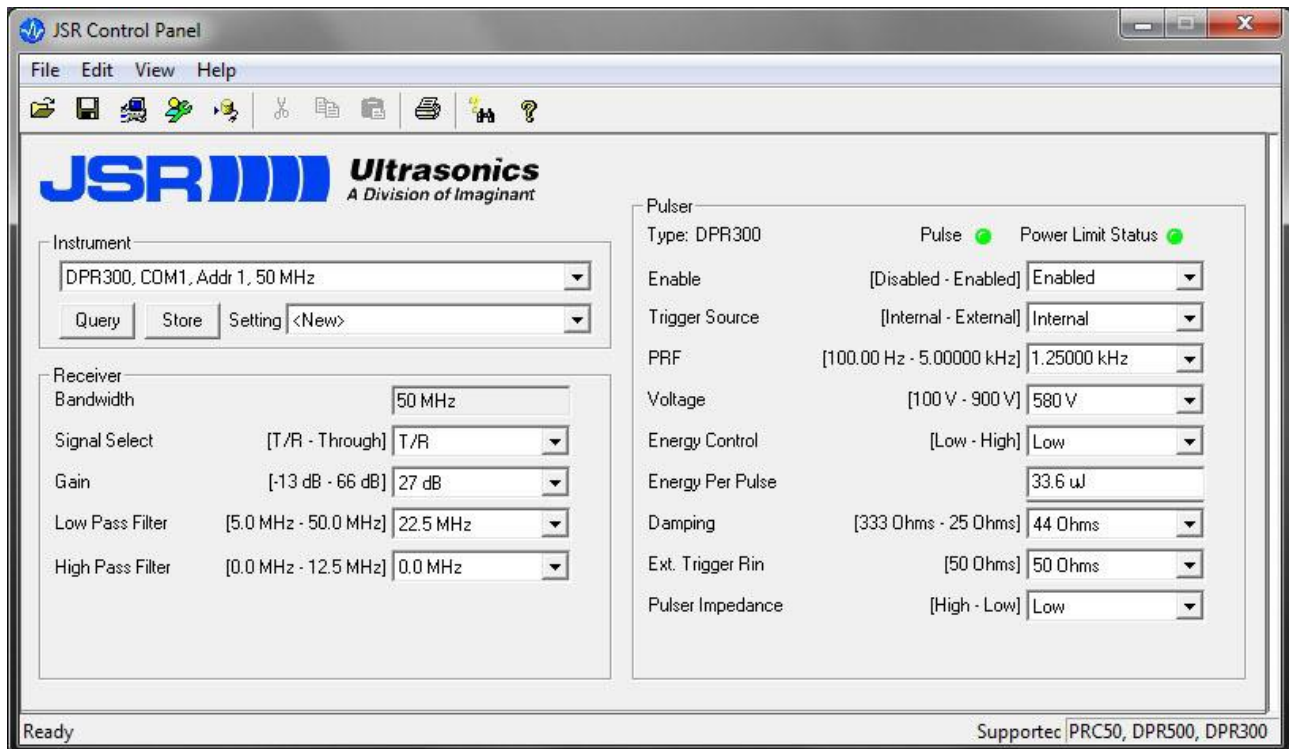 JSR Control Panel
File Edit View Help
JSR Ultrasonics
A Division of Imaginant
Instrument
DPR300, COM1, Addr 1, 50 MHz
Query Store Setting <New>
Receiver
Bandwidth 50 MHz
Signal Select [T/R - Through] T/R
Gain [-13 dB - 66 dB] 27 dB
Low Pass Filter [5.0 MHz - 50.0 MHz] 22.5 MHz
High Pass Filter [0.0 MHz - 12.5 MHz] 0.0 MHz
Pulser
Type: DPR300 Pulse Power Limit Status
Enable [Disabled - Enabled] Enabled
Trigger Source [Internal - External] Internal
PRF [100.00 Hz - 5.00000 kHz] 1.25000 kHz
Voltage [100 V - 900 V] 580 V
Energy Control [Low - High] Low
Energy Per Pulse 33.6 uJ
Damping [333 Ohms - 25 Ohms] 44 Ohms
Ext. Trigger Rin [50 Ohms] 50 Ohms
Pulser Impedance [High - Low] Low
Ready Supportec PRC50, DPR500, DPR300